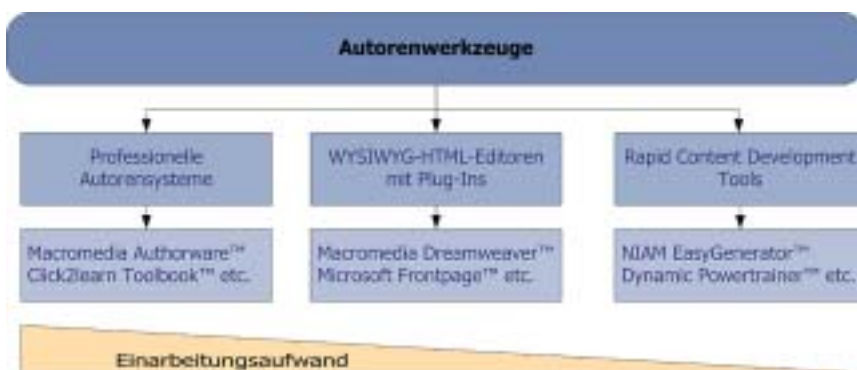 Autorenwerkzeuge
Professionelle
Autorensysteme
WYSIWYG-HTML-Editoren
mit Plug-Ins
Rapid Content Development
Tools
Macromedia Authorware™
Click2learn Toolbook™ etc.
Macromedia Dreamweaver™
Microsoft Frontpage™ etc.
NIAM EasyGenerator™
Dynamic Powertrainer™ etc.
Einarbeitungsaufwand